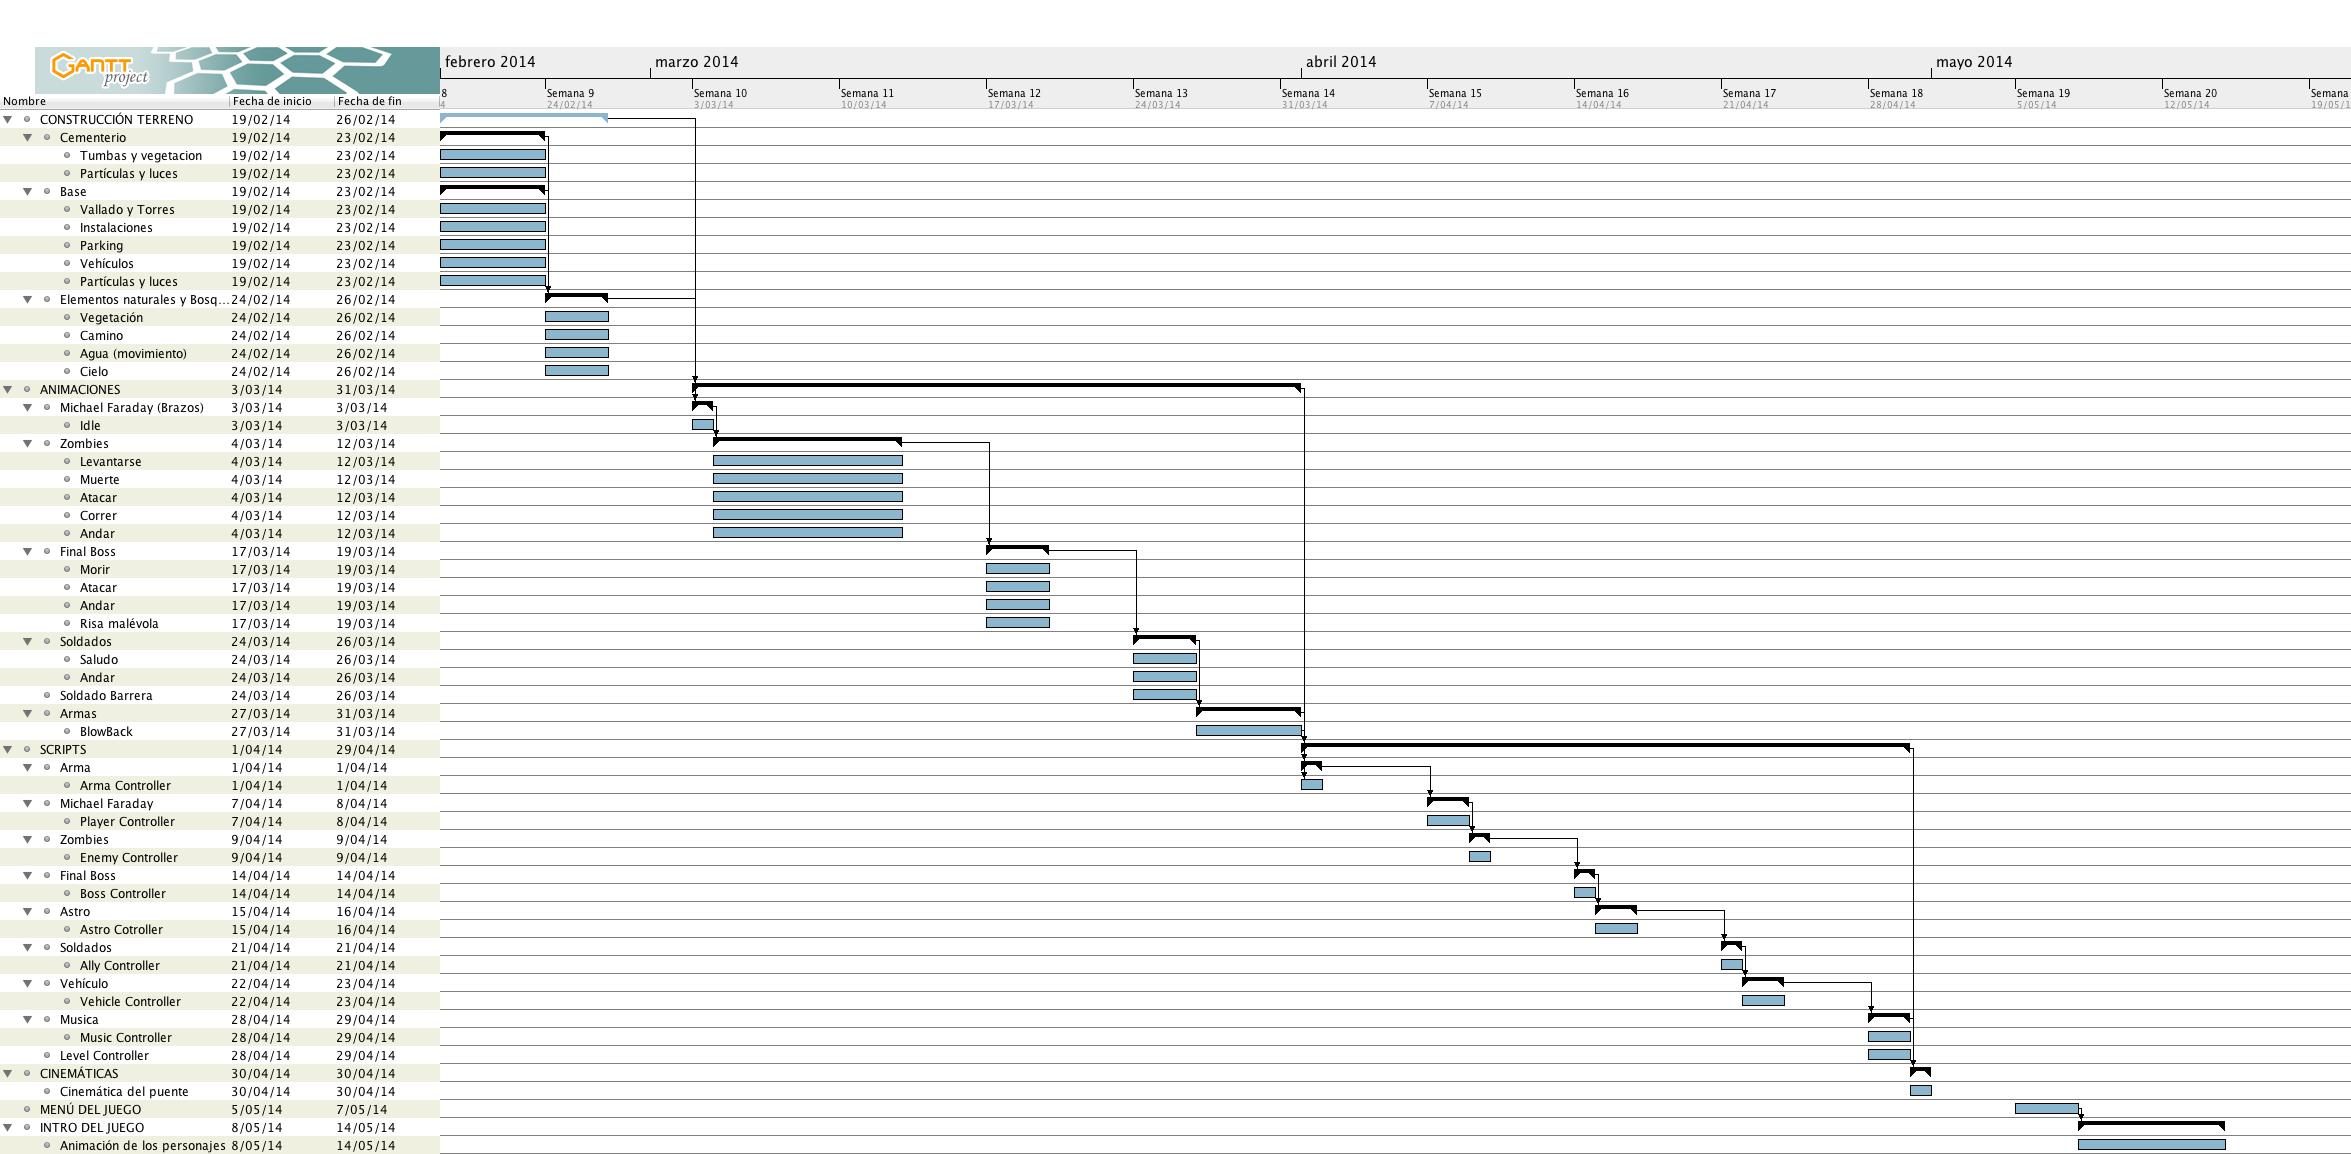 GANTT project
febrero 2014 marzo 2014 abril 2014 mayo 2014
8 Semana 9 Semana 10 Semana 11 Semana 12 Semana 13 Semana 14 Semana 15 Semana 16 Semana 17 Semana 18 Semana 19 Semana 20 Semana
4 24/02/14 3/03/14 10/03/14 17/03/14 24/03/14 31/03/14 7/04/14 14/04/14 21/04/14 28/04/14 5/05/14 12/05/14 19/05/1
Nombre Fecha de inicio Fecha de fin
CONSTRUCCIÓN TERRENO 19/02/14 26/02/14
Cementerio 19/02/14 23/02/14
Tumbas y vegetacion 19/02/14 23/02/14
Partículas y luces 19/02/14 23/02/14
Base 19/02/14 23/02/14
Vallado y Torres 19/02/14 23/02/14
Instalaciones 19/02/14 23/02/14
Parking 19/02/14 23/02/14
Vehículos 19/02/14 23/02/14
Partículas y luces 19/02/14 23/02/14
Elementos naturales y Bosq... 24/02/14 26/02/14
Vegetación 24/02/14 26/02/14
Camino 24/02/14 26/02/14
Agua (movimiento) 24/02/14 26/02/14
Cielo 24/02/14 26/02/14
ANIMACIONES 3/03/14 31/03/14
Michael Faraday (Brazos) 3/03/14 3/03/14
Idle 3/03/14 3/03/14
Zombies 4/03/14 12/03/14
Levantarse 4/03/14 12/03/14
Muerte 4/03/14 12/03/14
Atacar 4/03/14 12/03/14
Correr 4/03/14 12/03/14
Andar 4/03/14 12/03/14
Final Boss 17/03/14 19/03/14
Morir 17/03/14 19/03/14
Atacar 17/03/14 19/03/14
Andar 17/03/14 19/03/14
Risa malévola 17/03/14 19/03/14
Soldados 24/03/14 26/03/14
Saludo 24/03/14 26/03/14
Andar 24/03/14 26/03/14
Soldado Barrera 24/03/14 26/03/14
Armas 27/03/14 31/03/14
BlowBack 27/03/14 31/03/14
SCRIPTS 1/04/14 29/04/14
Arma 1/04/14 1/04/14
Arma Controller 1/04/14 1/04/14
Michael Faraday 7/04/14 8/04/14
Player Controller 7/04/14 8/04/14
Zombies 9/04/14 9/04/14
Enemy Controller 9/04/14 9/04/14
Final Boss 14/04/14 14/04/14
Boss Controller 14/04/14 14/04/14
Astro 15/04/14 16/04/14
Astro Cotroller 15/04/14 16/04/14
Soldados 21/04/14 21/04/14
Ally Controller 21/04/14 21/04/14
Vehículo 22/04/14 23/04/14
Vehicle Controller 22/04/14 23/04/14
Musica 28/04/14 29/04/14
Music Controller 28/04/14 29/04/14
Level Controller 28/04/14 29/04/14
CINEMÁTICAS 30/04/14 30/04/14
Cinemática del puente 30/04/14 30/04/14
MENÚ DEL JUEGO 5/05/14 7/05/14
INTRO DEL JUEGO 8/05/14 14/05/14
Animación de los personajes 8/05/14 14/05/14